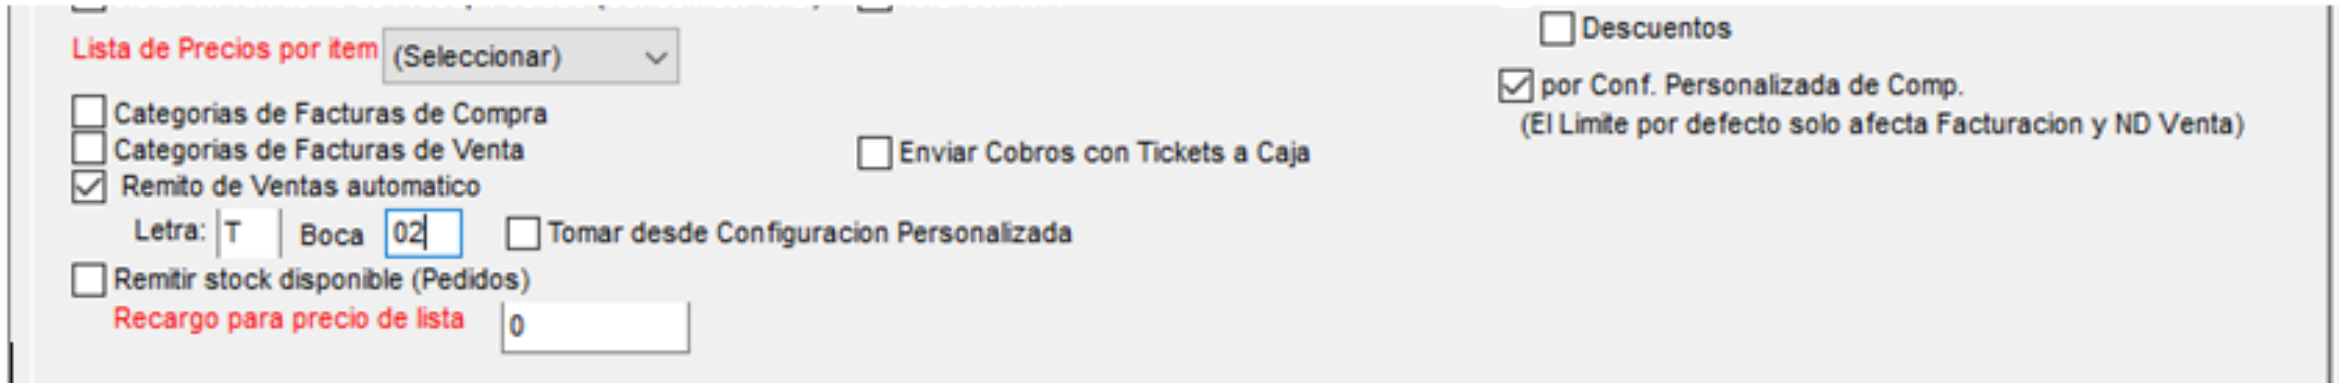 Descuentos
Lista de Precios por item (Seleccionar)
por Conf. Personalizada de Comp.
Categorias de Facturas de Compra
(El Limite por defecto solo afecta Facturacion y ND Venta)
Categorias de Facturas de Venta
Enviar Cobros con Tickets a Caja
Remito de Ventas automatico
Letra: T Boca 02 Tomar desde Configuracion Personalizada
Remitir stock disponible (Pedidos)
Recargo para precio de lista 0